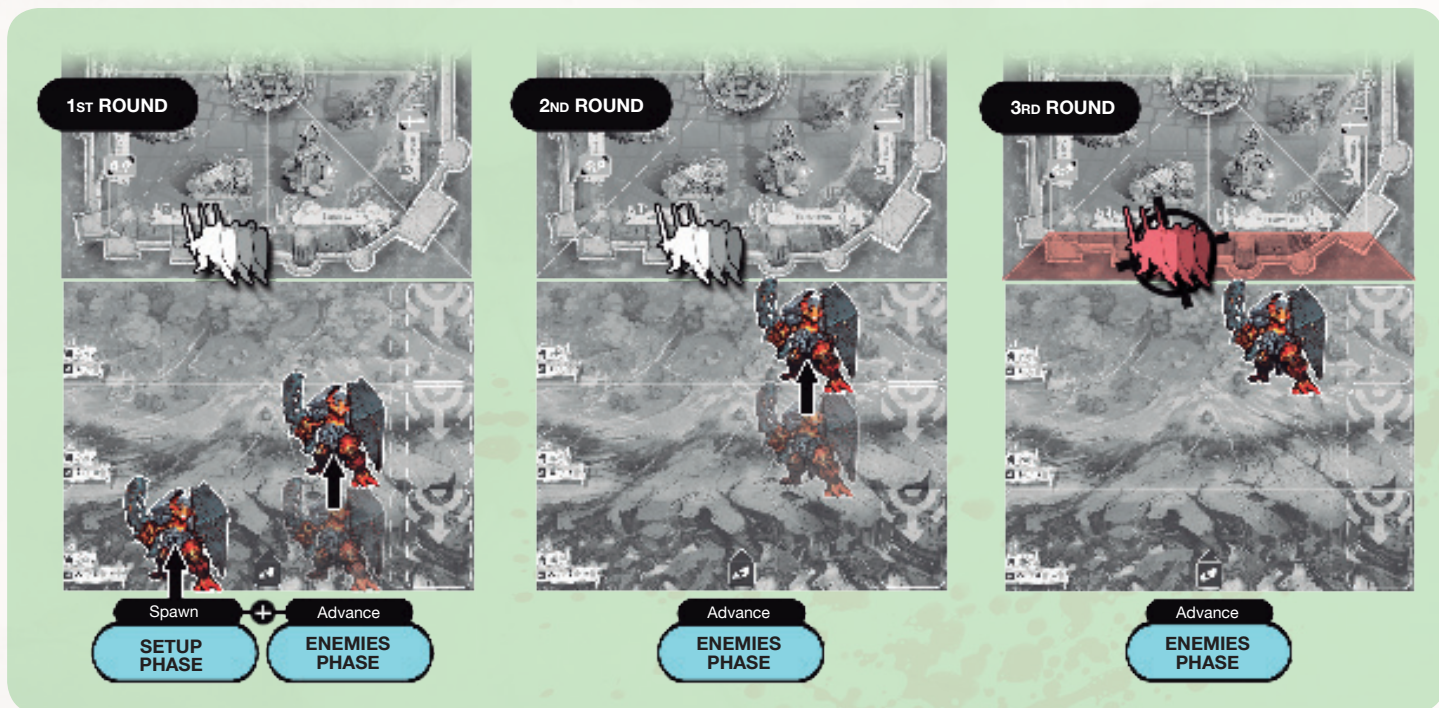 1ST ROUND
2ND ROUND
3RD ROUND
Spawn
Advance
SETUP
PHASE
ENEMIES
PHASE
Advance
ENEMIES
PHASE
Advance
ENEMIES
PHASE